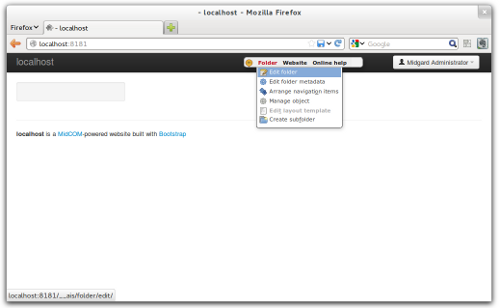 - localhost - Mozilla Firefox
Firefox
- localhost
localhost:8181
Google
localhost
Folder Website Online help
Midgard Administrator
Edit folder
Edit folder metadata
Arrange navigation items
Manage object
Edit layout template
Create subfolder
localhost is a MidCOM-powered website built with Bootstrap
localhost:8181/__ais/folder/edit/